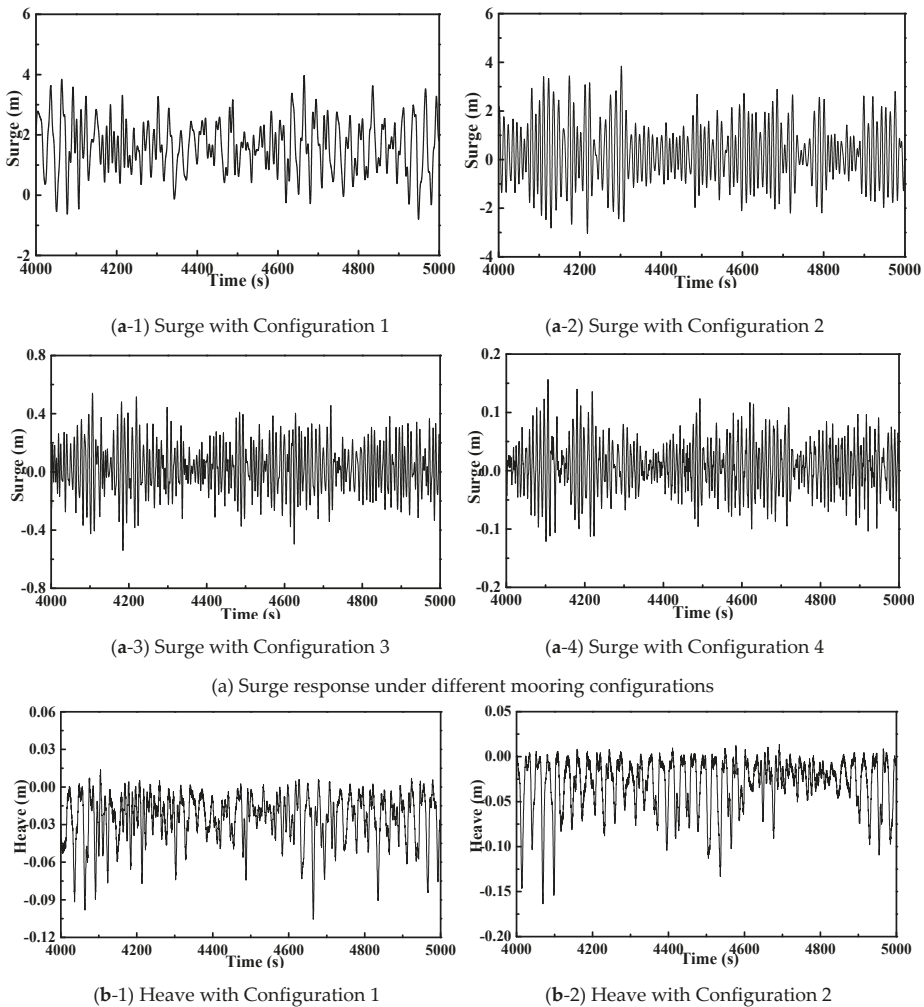 6
4
2
0
-2
Surge (m)
4000 4200 4400 4600 4800 5000
Time (s)
(a-1) Surge with Configuration 1
6
4
2
0
-2
-4
Surge (m)
4000 4200 4400 4600 4800 5000
Time (s)
(a-2) Surge with Configuration 2
0.8
0.4
0.0
-0.4
-0.8
Surge (m)
4000 4200 4400 4600 4800 5000
Time (s)
(a-3) Surge with Configuration 3
0.2
0.1
0.0
-0.1
-0.2
Surge (m)
4000 4200 4400 4600 4800 5000
Time (s)
(a-4) Surge with Configuration 4
(a) Surge response under different mooring configurations
0.06
0.03
0.00
-0.03
-0.06
-0.09
-0.12
Heave (m)
4000 4200 4400 4600 4800 5000
Time (s)
(b-1) Heave with Configuration 1
0.05
0.00
-0.05
-0.10
-0.15
-0.20
Heave (m)
4000 4200 4400 4600 4800 5000
Time (s)
(b-2) Heave with Configuration 2